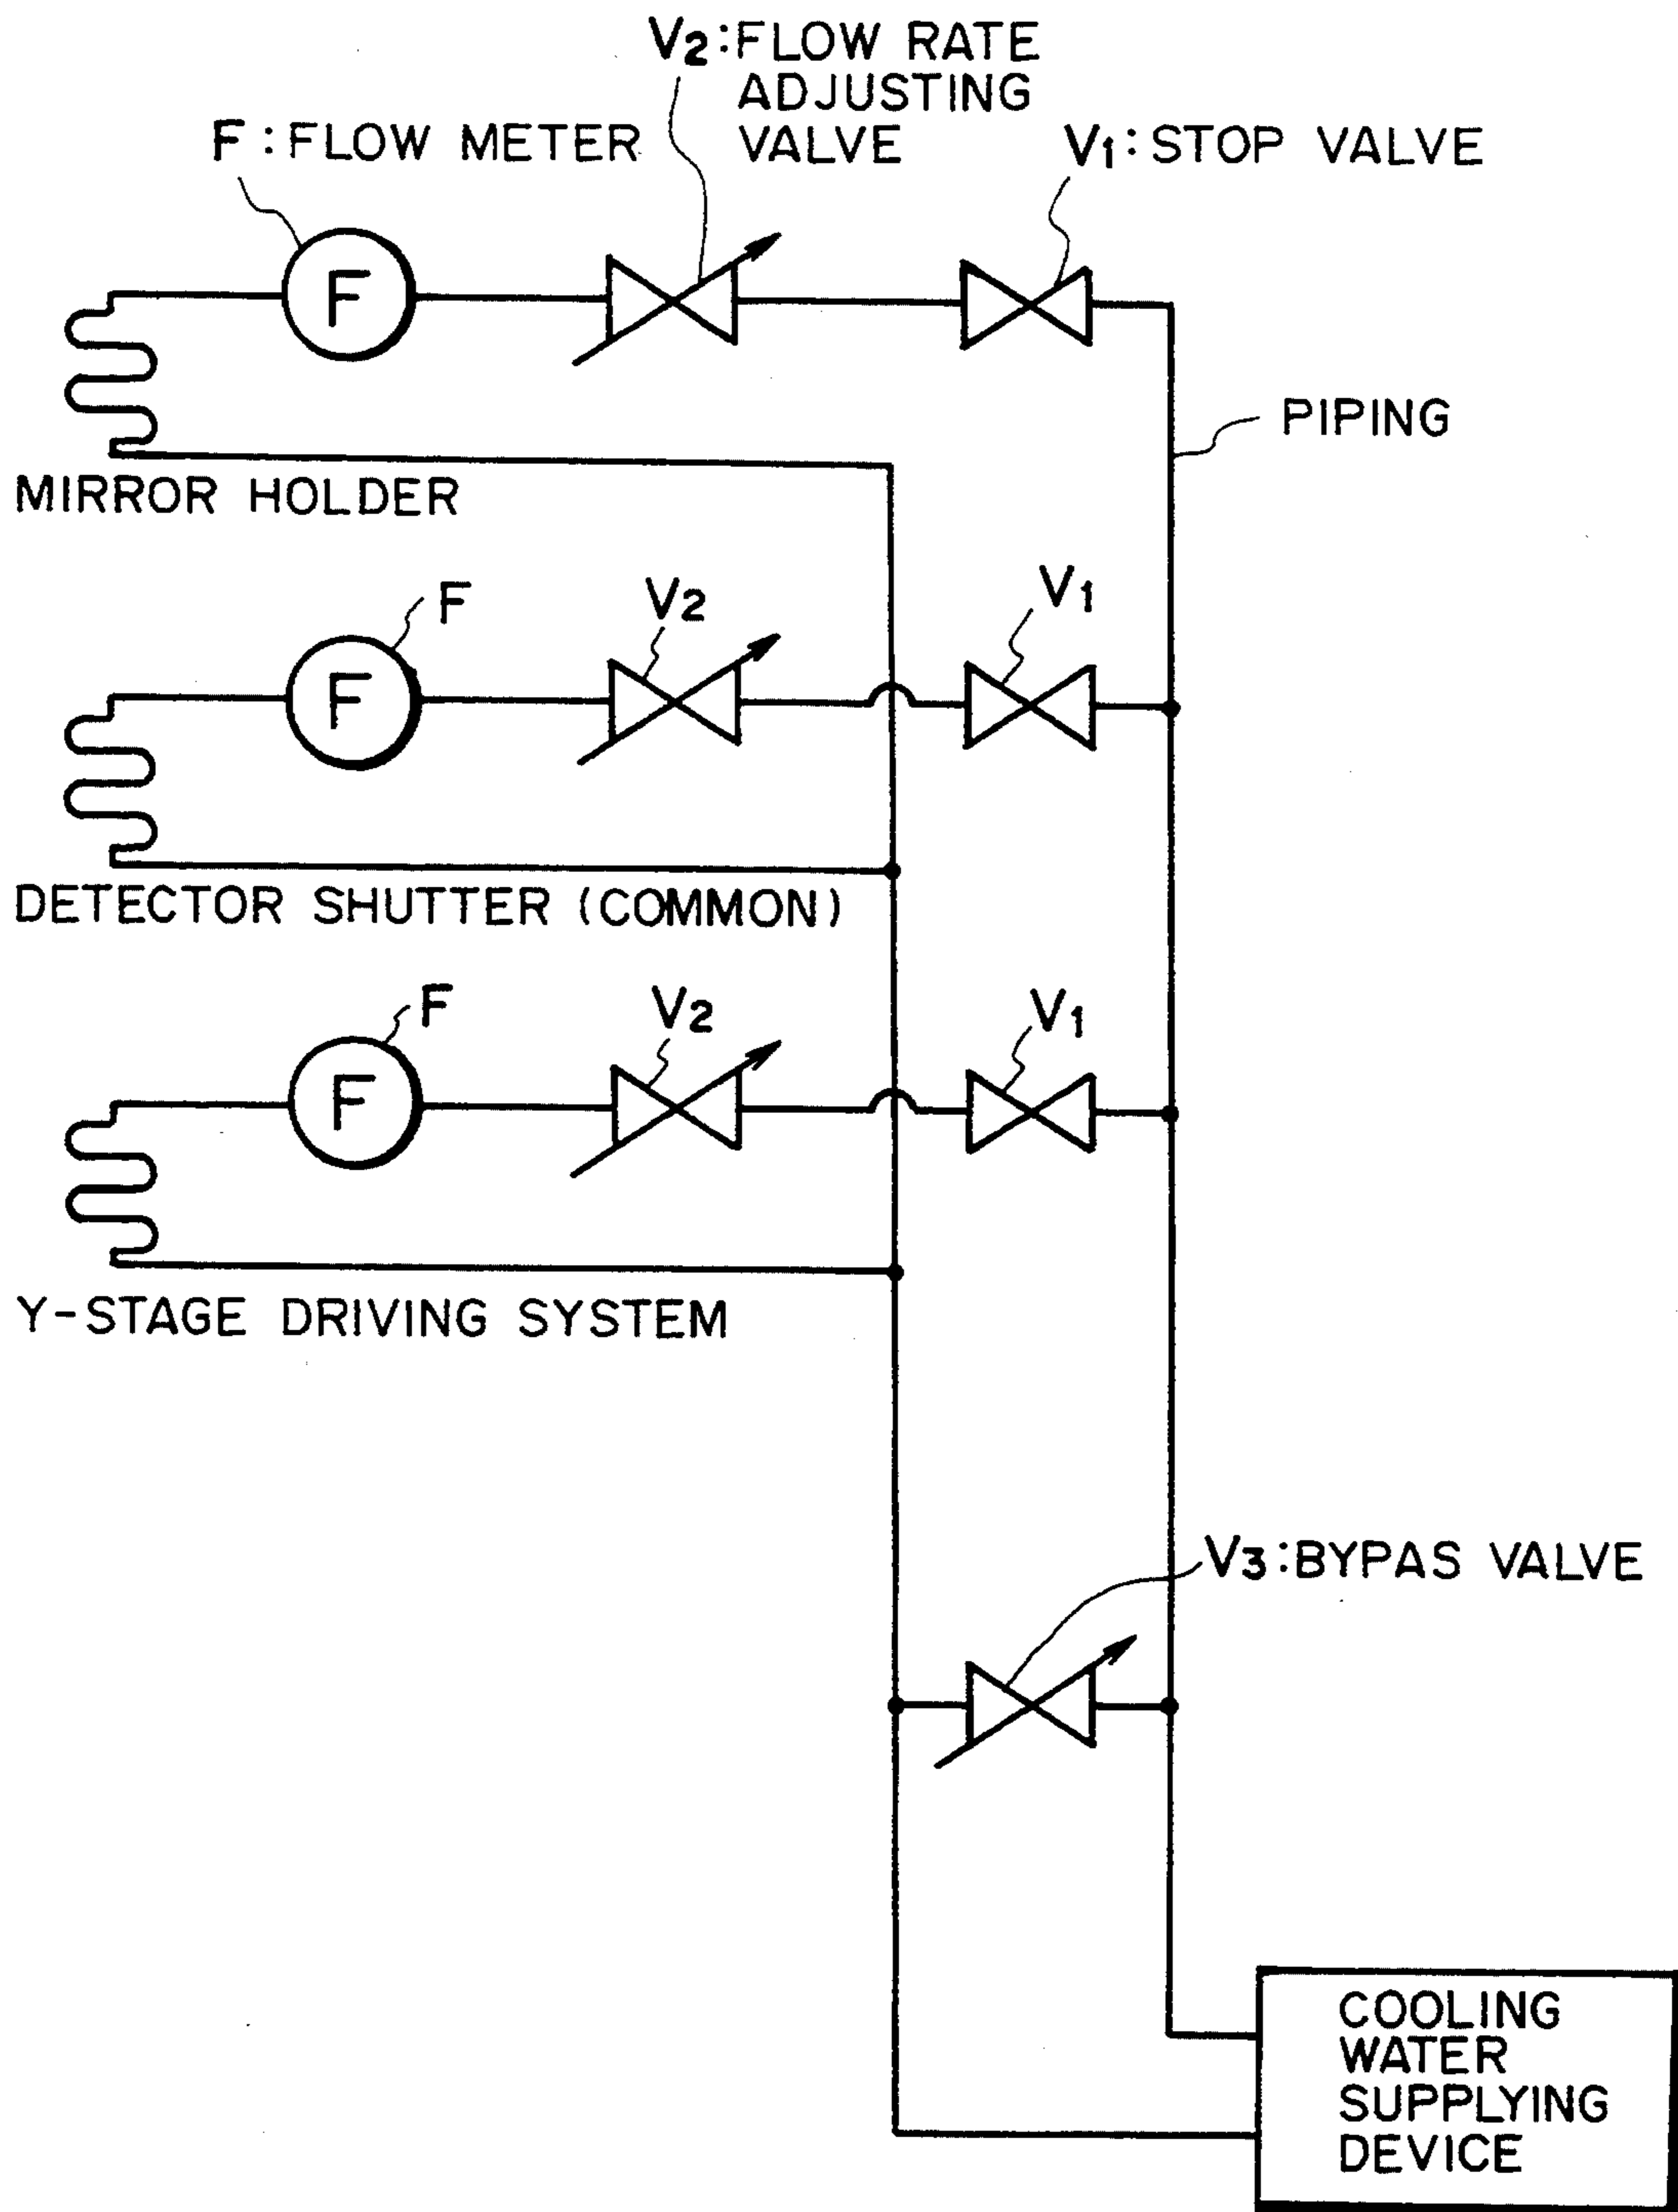 V2:FLOW RATE
ADJUSTING
VALVE
F:FLOW METER
V1:STOP VALVE
F
PIPING
MIRROR HOLDER
F
V2
V1
F
DETECTOR SHUTTER (COMMON)
F
V2
V1
F
Y-STAGE DRIVING SYSTEM
V3:BYPAS VALVE
COOLING
WATER
SUPPLYING
DEVICE